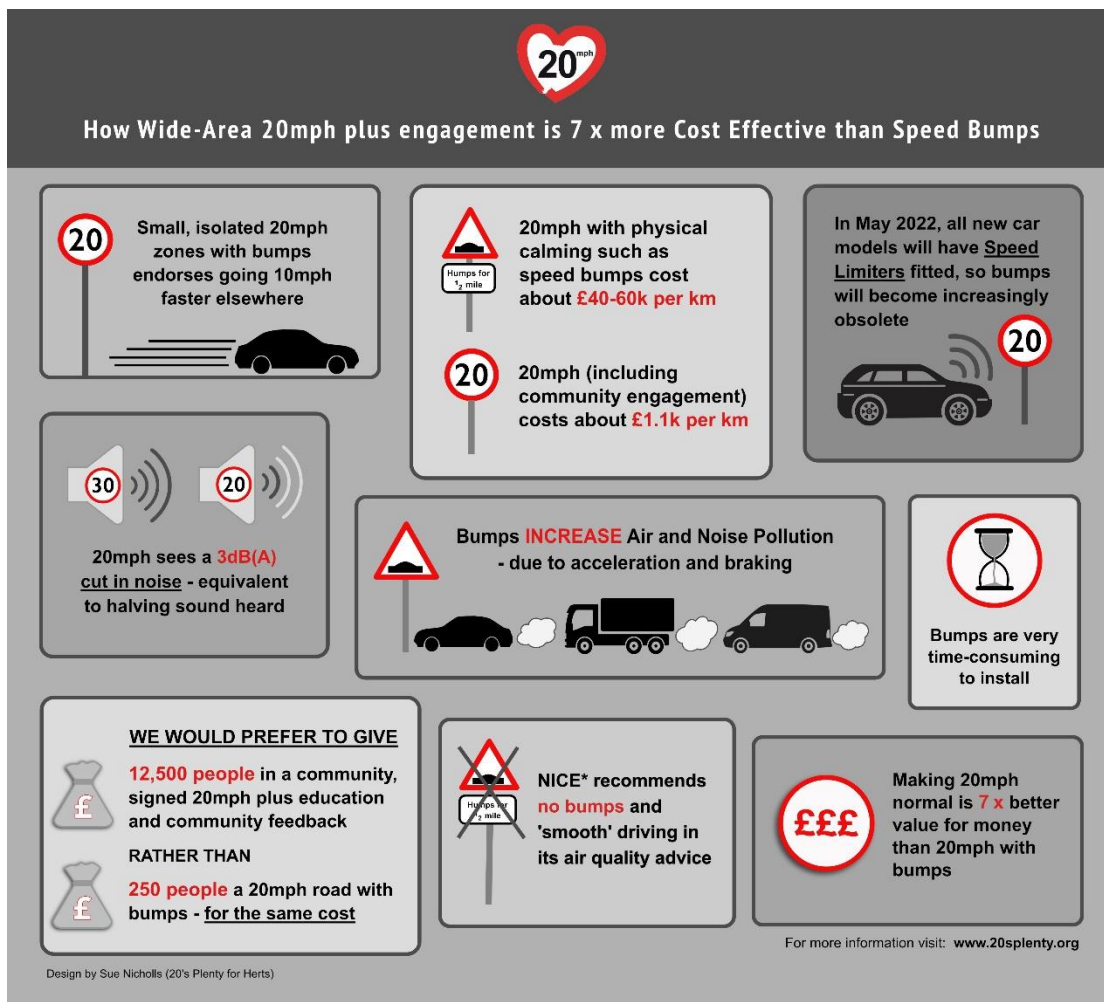 20 mph
How Wide-Area 20mph plus engagement is 7 x more Cost Effective than Speed Bumps
20
Small, isolated 20mph
zones with bumps
endorses going 10mph
faster elsewhere
Humps for
1/2 mile
20mph with physical
calming such as
speed bumps cost
about £40-60k per km
20
20mph (including
community engagement)
costs about £1.1k per km
In May 2022, all new car
models will have Speed
Limiters fitted, so bumps
will become increasingly
obsolete
20
30
20
20mph sees a 3dB(A)
cut in noise - equivalent
to halving sound heard
Bumps INCREASE Air and Noise Pollution
- due to acceleration and braking
Bumps are very
time-consuming
to install
WE WOULD PREFER TO GIVE
£
12,500 people in a community,
signed 20mph plus education
and community feedback
RATHER THAN
£
250 people a 20mph road with
bumps - for the same cost
Humps for
1/2 mile
NICE* recommends
no bumps and
'smooth' driving in
its air quality advice
£££
Making 20mph
normal is 7 x better
value for money
than 20mph with
bumps
For more information visit: www.20splenty.org
Design by Sue Nicholls (20's Plenty for Herts)